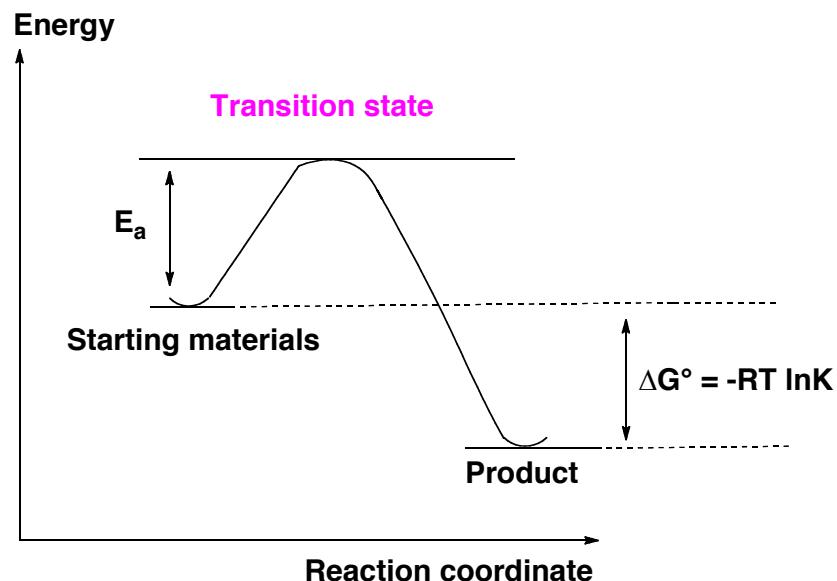 Energy
Transition state
Eₐ
Starting materials
ΔG° = -RT lnK
Product
Reaction coordinate